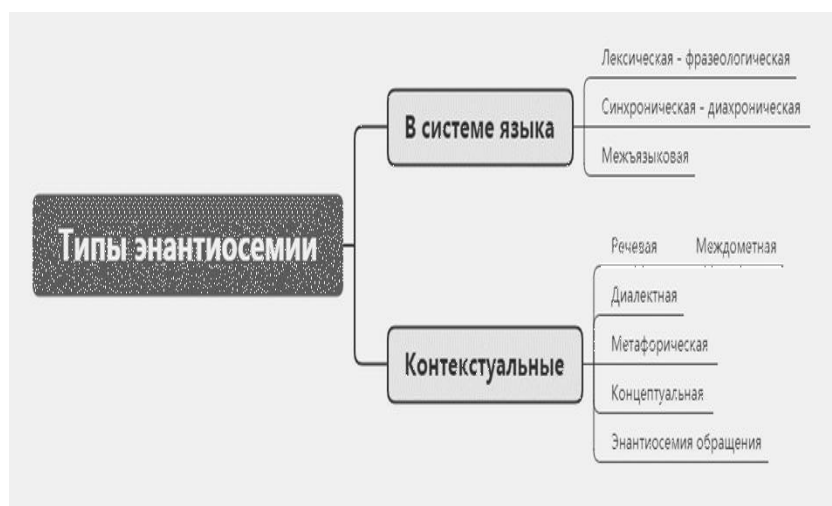 Типы энантиосемии
В системе языка
Лексическая - фразеологическая
Синхроническая - диахроническая
Межъязыковая
Контекстуальные
Речевая Междометная
Диалектная
Метафорическая
Концептуальная
Энантиосемия обращения